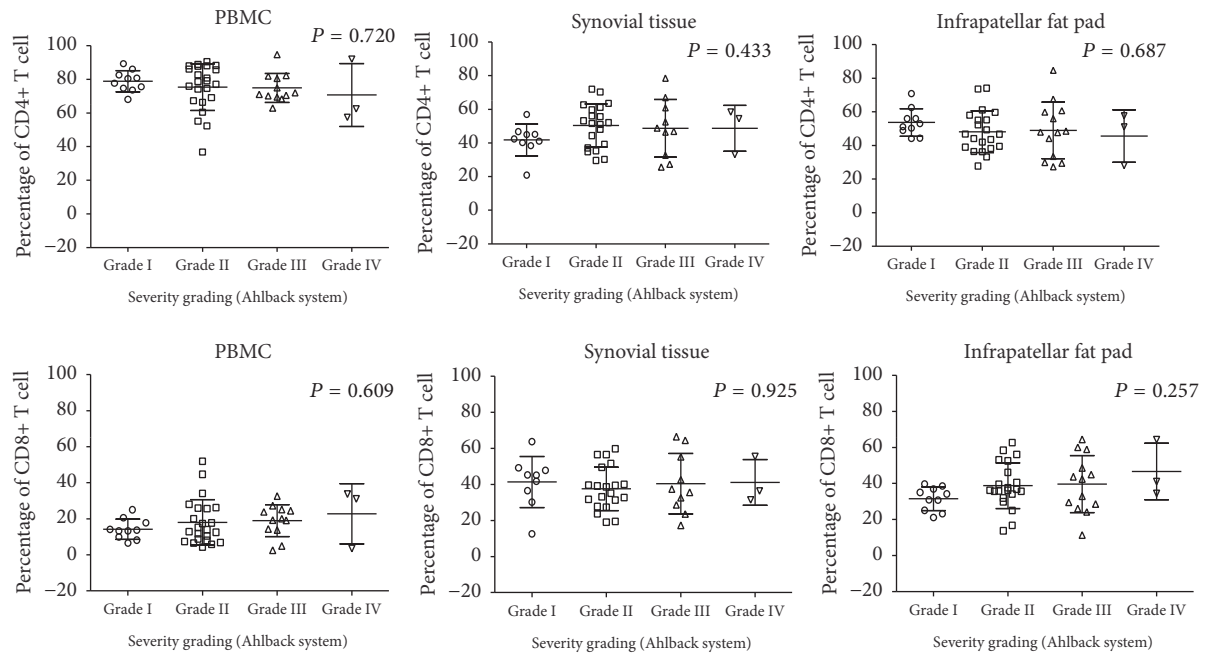 PBMC
P = 0.720
Percentage of CD4+ T cell
100
80
60
40
20
0
−20
Grade I Grade II Grade III Grade IV
Severity grading (Ahlback system)
Synovial tissue
P = 0.433
Percentage of CD4+ T cell
100
80
60
40
20
0
−20
Grade I Grade II Grade III Grade IV
Severity grading (Ahlback system)
Infrapatellar fat pad
P = 0.687
Percentage of CD4+ T cell
100
80
60
40
20
0
−20
Grade I Grade II Grade III Grade IV
Severity grading (Ahlback system)
PBMC
P = 0.609
Percentage of CD8+ T cell
100
80
60
40
20
0
−20
Grade I Grade II Grade III Grade IV
Severity grading (Ahlback system)
Synovial tissue
P = 0.925
Percentage of CD8+ T cell
100
80
60
40
20
0
−20
Grade I Grade II Grade III Grade IV
Severity grading (Ahlback system)
Infrapatellar fat pad
P = 0.257
Percentage of CD8+ T cell
100
80
60
40
20
0
−20
Grade I Grade II Grade III Grade IV
Severity grading (Ahlback system)